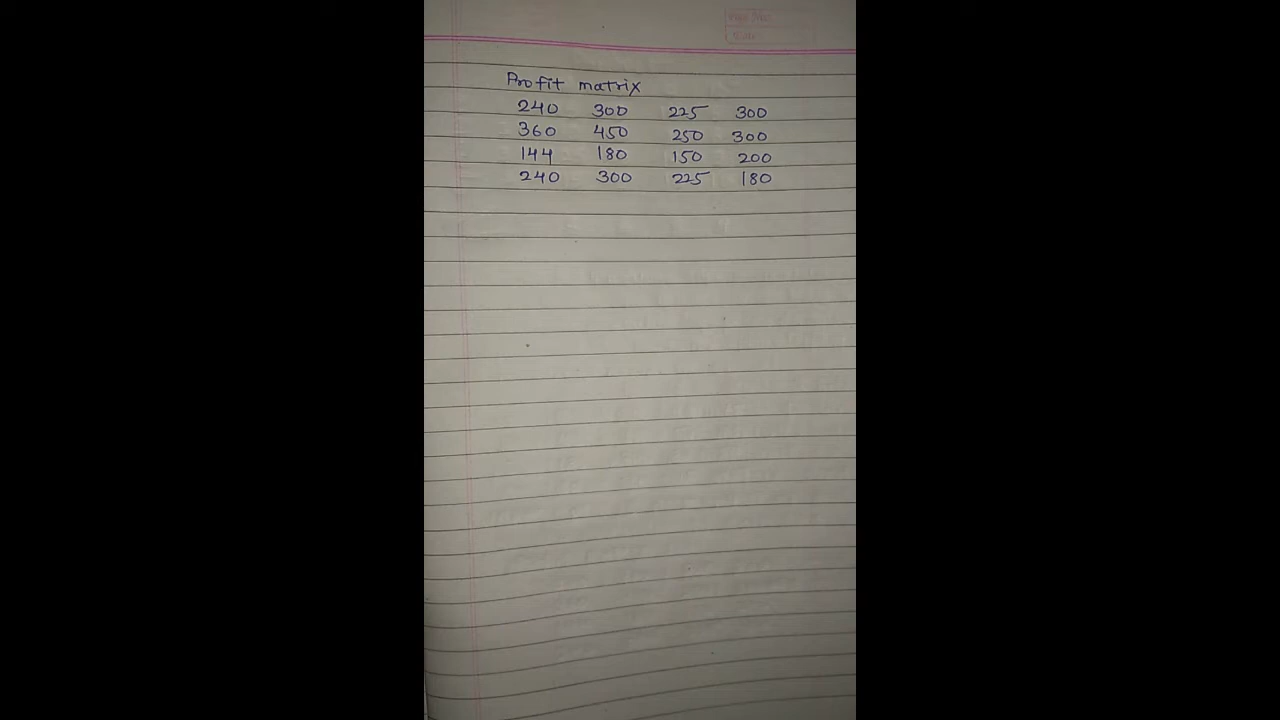 Profit matrix
240 300 225 300
360 450 250 300
144 180 150 200
240 300 225 180